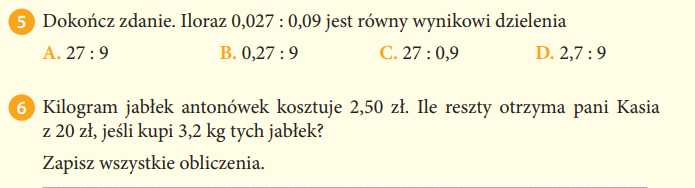 5 Dokończ zdanie. Iloraz 0,027 : 0,09 jest równy wynikowi dzielenia
A. 27 : 9 B. 0,27 : 9 C. 27 : 0,9 D. 2,7 : 9
6 Kilogram jabłek antonówek kosztuje 2,50 zł. Ile reszty otrzyma pani Kasia
z 20 zł, jeśli kupi 3,2 kg tych jabłek?
Zapisz wszystkie obliczenia.